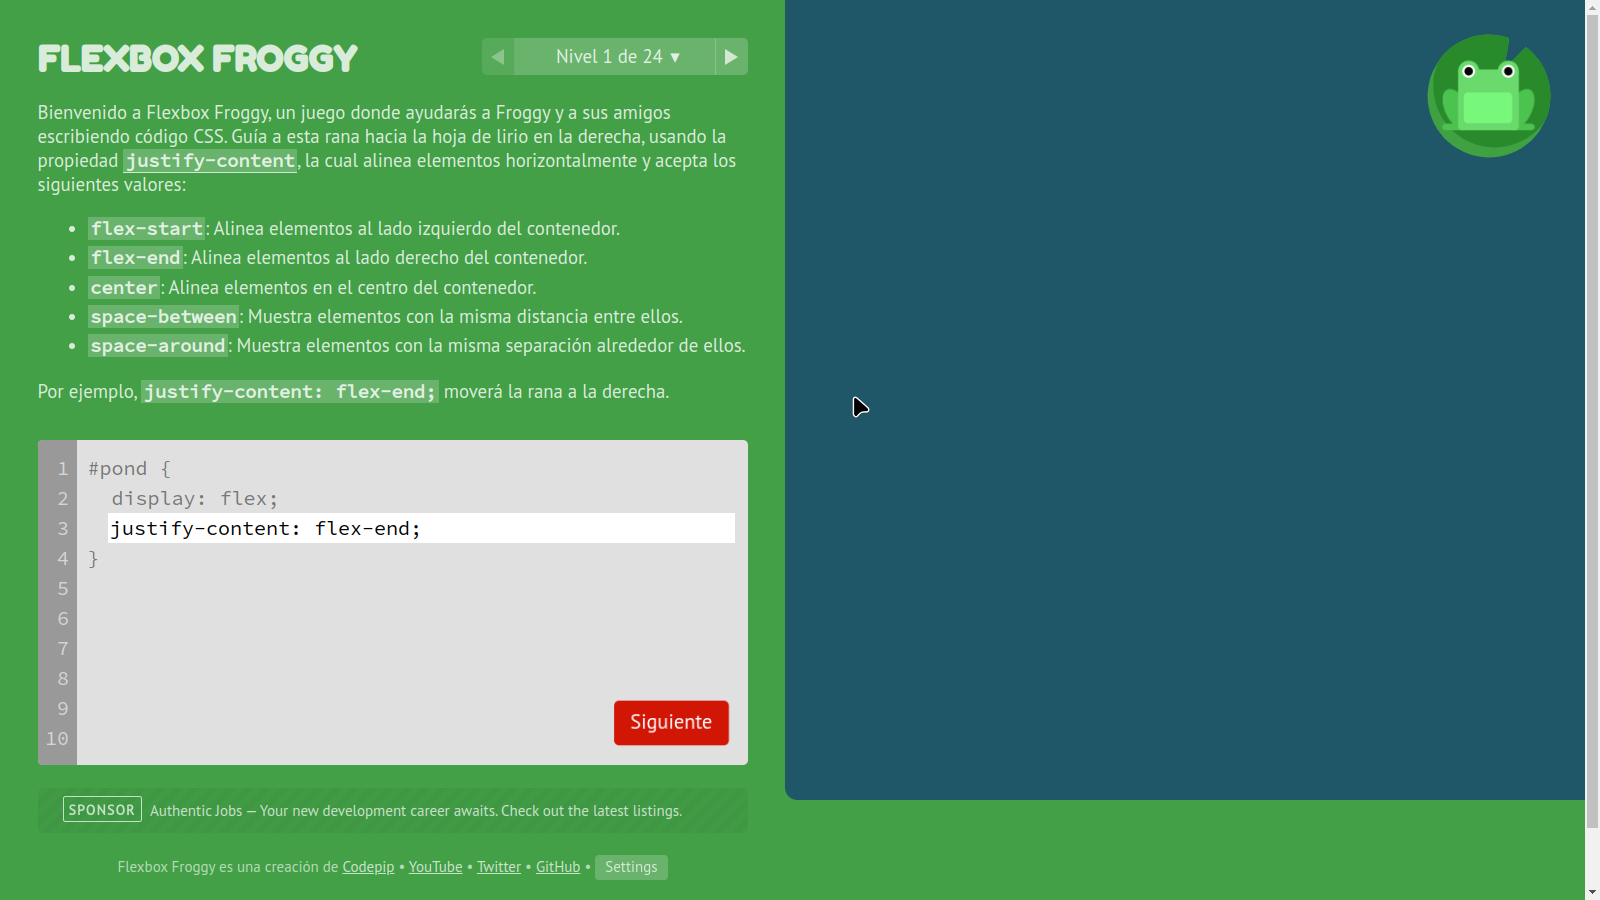 FLEXBOX FROGGY
◀ Nivel 1 de 24 ▾ ▶
Bienvenido a Flexbox Froggy, un juego donde ayudarás a Froggy y a sus amigos
escribiendo código CSS. Guía a esta rana hacia la hoja de lirio en la derecha, usando la
propiedad justify-content, la cual alinea elementos horizontalmente y acepta los
siguientes valores:
• flex-start: Alinea elementos al lado izquierdo del contenedor.
• flex-end: Alinea elementos al lado derecho del contenedor.
• center: Alinea elementos en el centro del contenedor.
• space-between: Muestra elementos con la misma distancia entre ellos.
• space-around: Muestra elementos con la misma separación alrededor de ellos.
Por ejemplo, justify-content: flex-end; moverá la rana a la derecha.
1 #pond {
2 display: flex;
3 justify-content: flex-end;
4 }
5
6
7
8
9
10
Siguiente
SPONSOR Authentic Jobs — Your new development career awaits. Check out the latest listings.
Flexbox Froggy es una creación de Codepip • YouTube • Twitter • GitHub • Settings